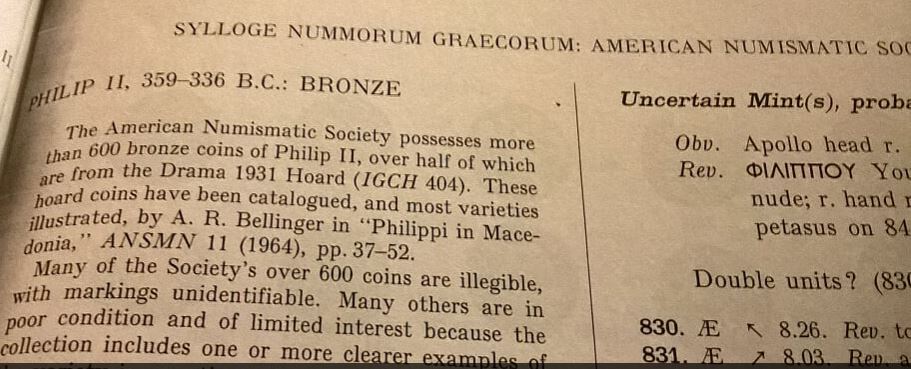 SYLLOGE NUMMORUM GRAECORUM: AMERICAN NUMISMATIC SOC
PHILIP II, 359–336 B.C.: BRONZE
The American Numismatic Society possesses more
than 600 bronze coins of Philip II, over half of which
are from the Drama 1931 Hoard (IGCH 404). These
hoard coins have been catalogued, and most varieties
illustrated, by A. R. Bellinger in “Philippi in Mace-
donia,” ANSMN 11 (1964), pp. 37–52.
Many of the Society's over 600 coins are illegible,
with markings unidentifiable. Many others are in
poor condition and of limited interest because the
collection includes one or more clearer examples of
Uncertain Mint(s), proba
Obv. Apollo head r.
Rev. ΦΙΛΙΠΠΟΥ You
nude; r. hand r
petasus on 84
Double units? (830
830. Æ ↖ 8.26. Rev. to
831. Æ ↗ 8.03. Rev. a